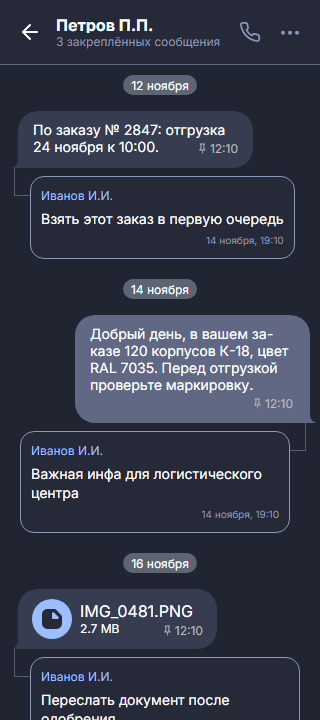 Петров П.П.
3 закреплённых сообщения
12 ноября
По заказу № 2847: отгрузка
24 ноября к 10:00.
12:10
Иванов И.И.
Взять этот заказ в первую очередь
14 ноября, 19:10
14 ноября
Добрый день, в вашем за-
казе 120 корпусов К-18, цвет
RAL 7035. Перед отгрузкой
проверьте маркировку.
12:10
Иванов И.И.
Важная инфа для логистического
центра
14 ноября, 19:10
16 ноября
IMG_0481.PNG
2.7 MB
12:10
Иванов И.И.
Переслать документ после
одобрения